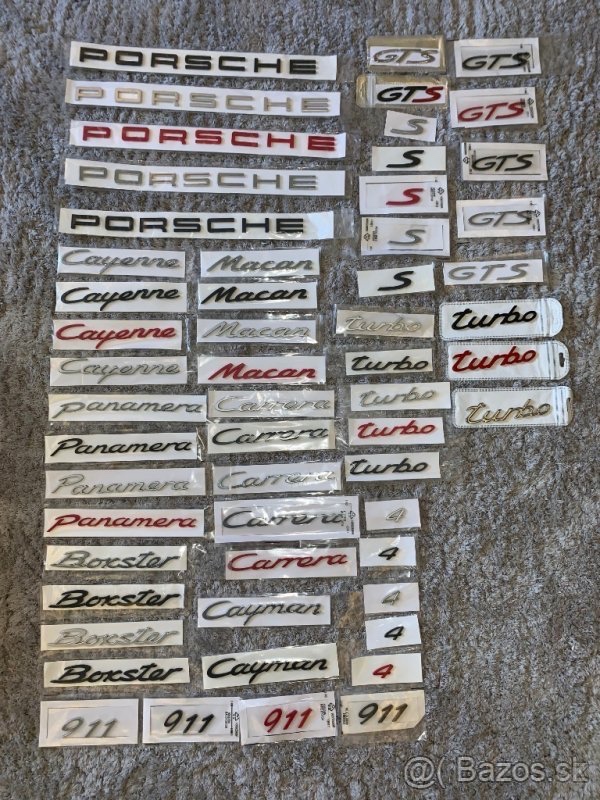 PORSCHE
PORSCHE
PORSCHE
PORSCHE
PORSCHE
GTS
GTS
GTS
GTS
S
S
GTS
S
GTS
S
S
GTS
Cayenne
Macan
Cayenne
Macan
Cayenne
Macan
Cayenne
Macan
turbo
turbo
turbo
turbo
turbo
turbo
turbo
turbo
Panamera
Carrera
Panamera
Carrera
Panamera
Carrera
Panamera
Carrera
4
Boxster
Carrera
4
Boxster
Cayman
4
Boxster
4
Boxster
Cayman
4
911
911
911
911
@( Bazos.sk